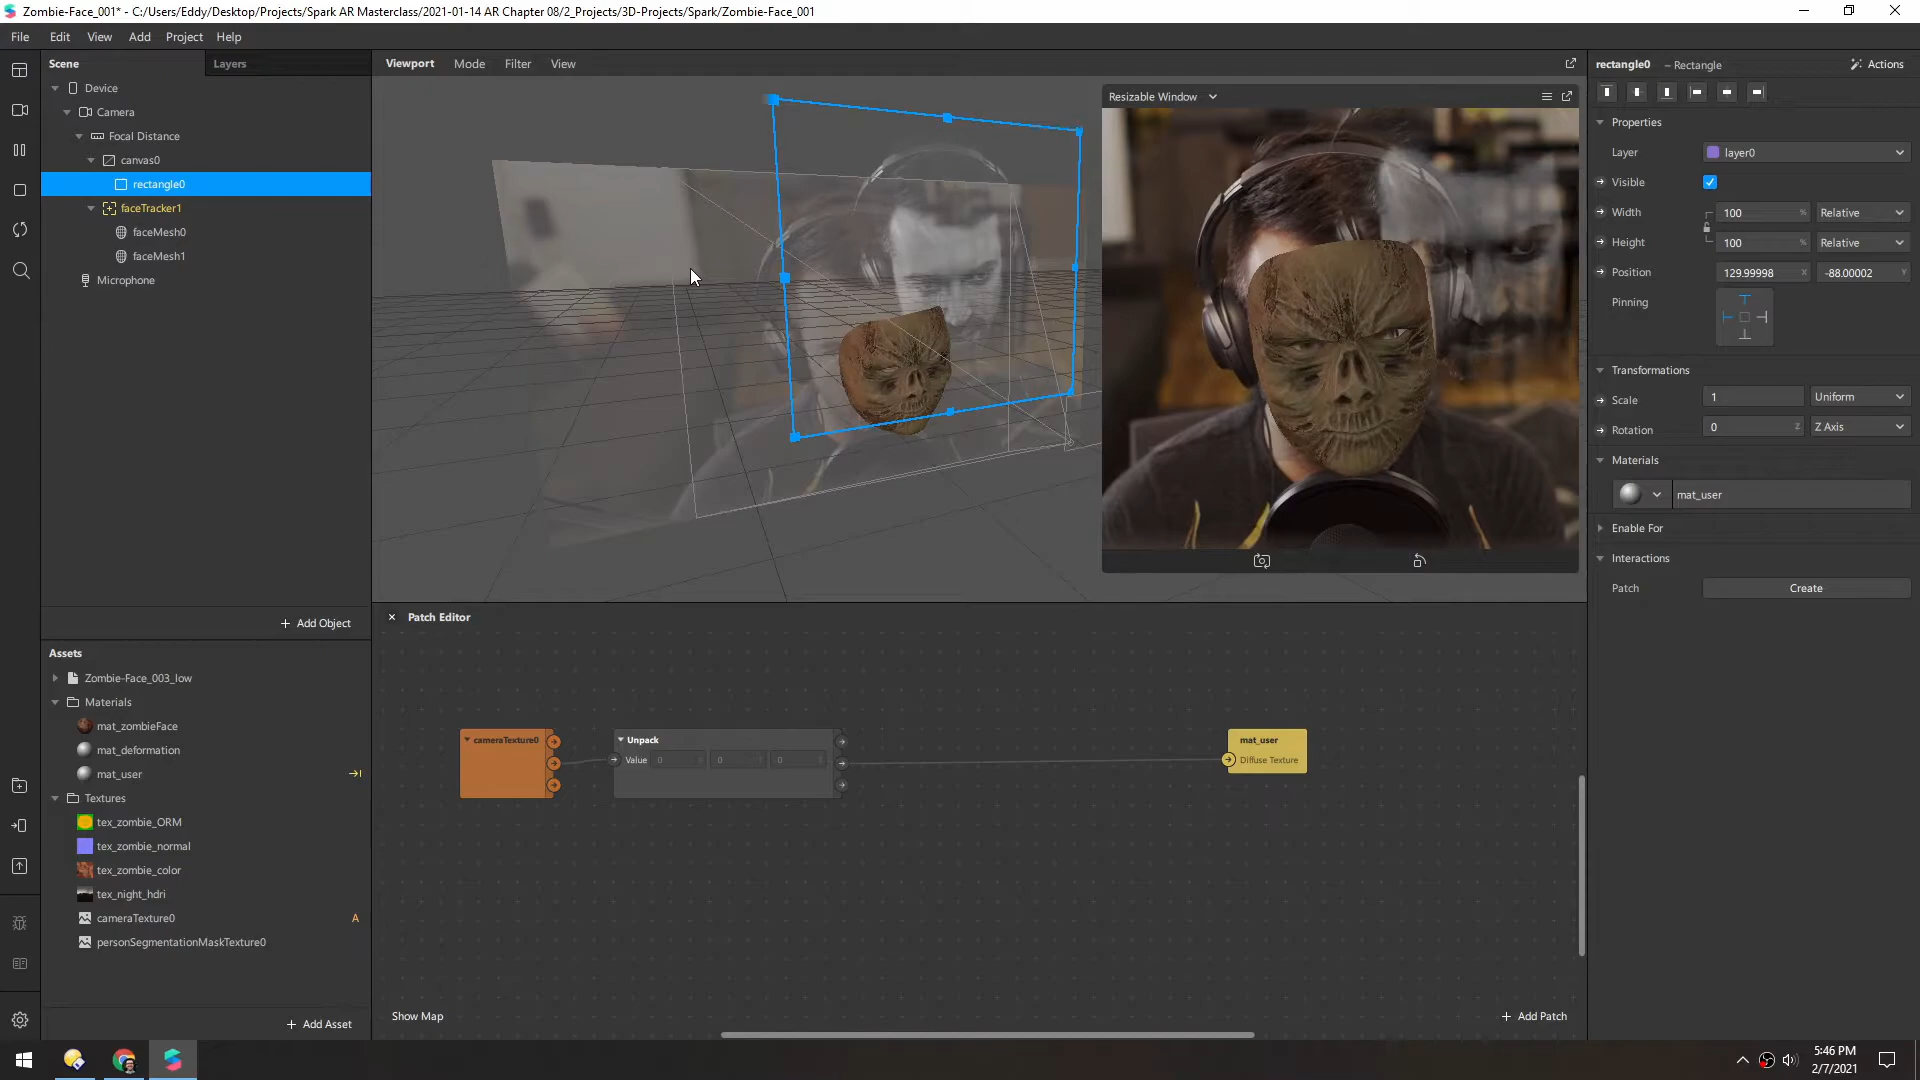 Zombie-Face_001* - C:/Users/Eddy/Desktop/Projects/Spark AR Masterclass/2021-01-14 AR Chapter 08/2_Projects/3D-Projects/Spark/Zombie-Face_001
File Edit View Add Project Help
Scene Layers
Device
Camera
Focal Distance
canvas0
rectangle0
faceTracker1
faceMesh0
faceMesh1
Microphone
+ Add Object
Assets
Zombie-Face_003_low
Materials
mat_zombieFace
mat_deformation
mat_user
Textures
tex_zombie_ORM
tex_zombie_normal
tex_zombie_color
tex_night_hdri
cameraTexture0 A
personSegmentationMaskTexture0
+ Add Asset
Viewport Mode Filter View
Resizable Window
Patch Editor
cameraTexture0
Unpack
Value 0 0 0
mat_user
Diffuse Texture
Show Map
+ Add Patch
rectangle0 – Rectangle Actions
Properties
Layer layer0
Visible
Width 100 % Relative
Height 100 % Relative
Position 129.99998 X -88.00002 Y
Pinning
Transformations
Scale 1 Uniform
Rotation 0 Z Z Axis
Materials
mat_user
Enable For
Interactions
Patch Create
5:46 PM
2/7/2021